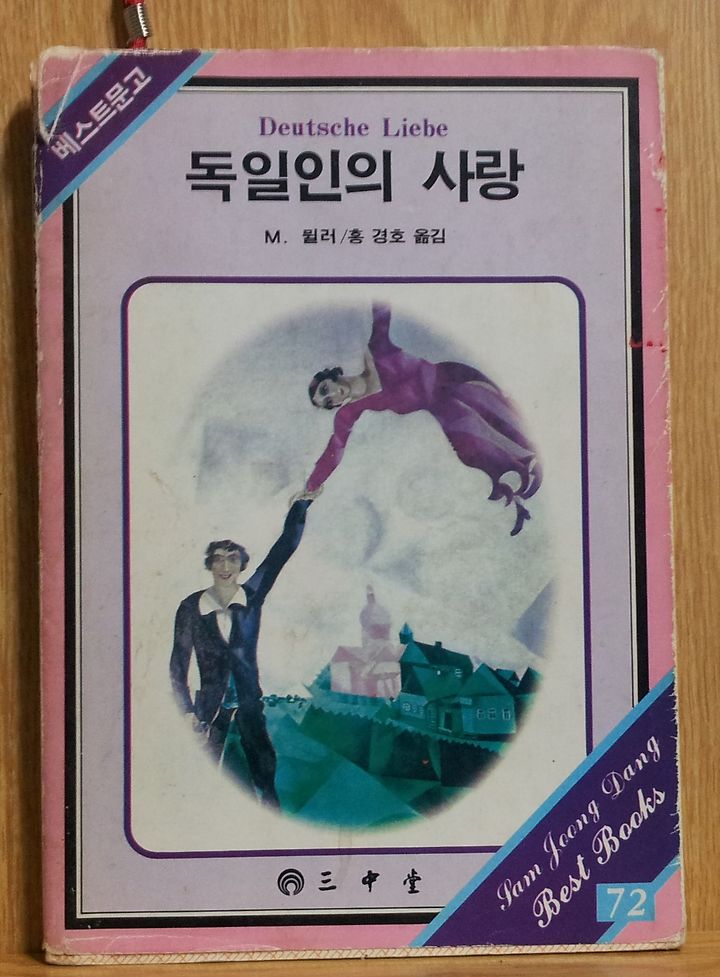 베스트문고
Deutsche Liebe
독일인의 사랑
M. 뮐러/홍 경호 옮김
三中堂
Sam Joong Dang
Best Books
72